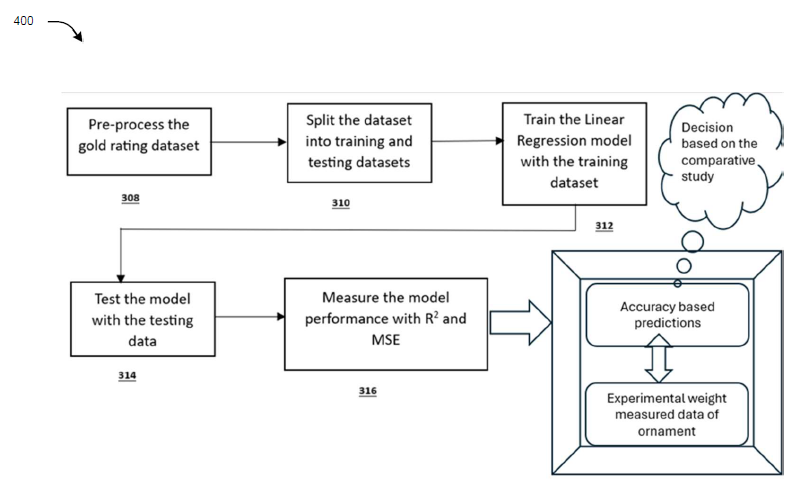 400
Pre-process the
gold rating dataset
308
Split the dataset
into training and
testing datasets
310
Train the Linear
Regression model
with the training
dataset
312
Decision
based on the
comparative
study
Test the model
with the testing
data
314
Measure the model
performance with R² and
MSE
316
Accuracy based
predictions
Experimental weight
measured data of
ornament